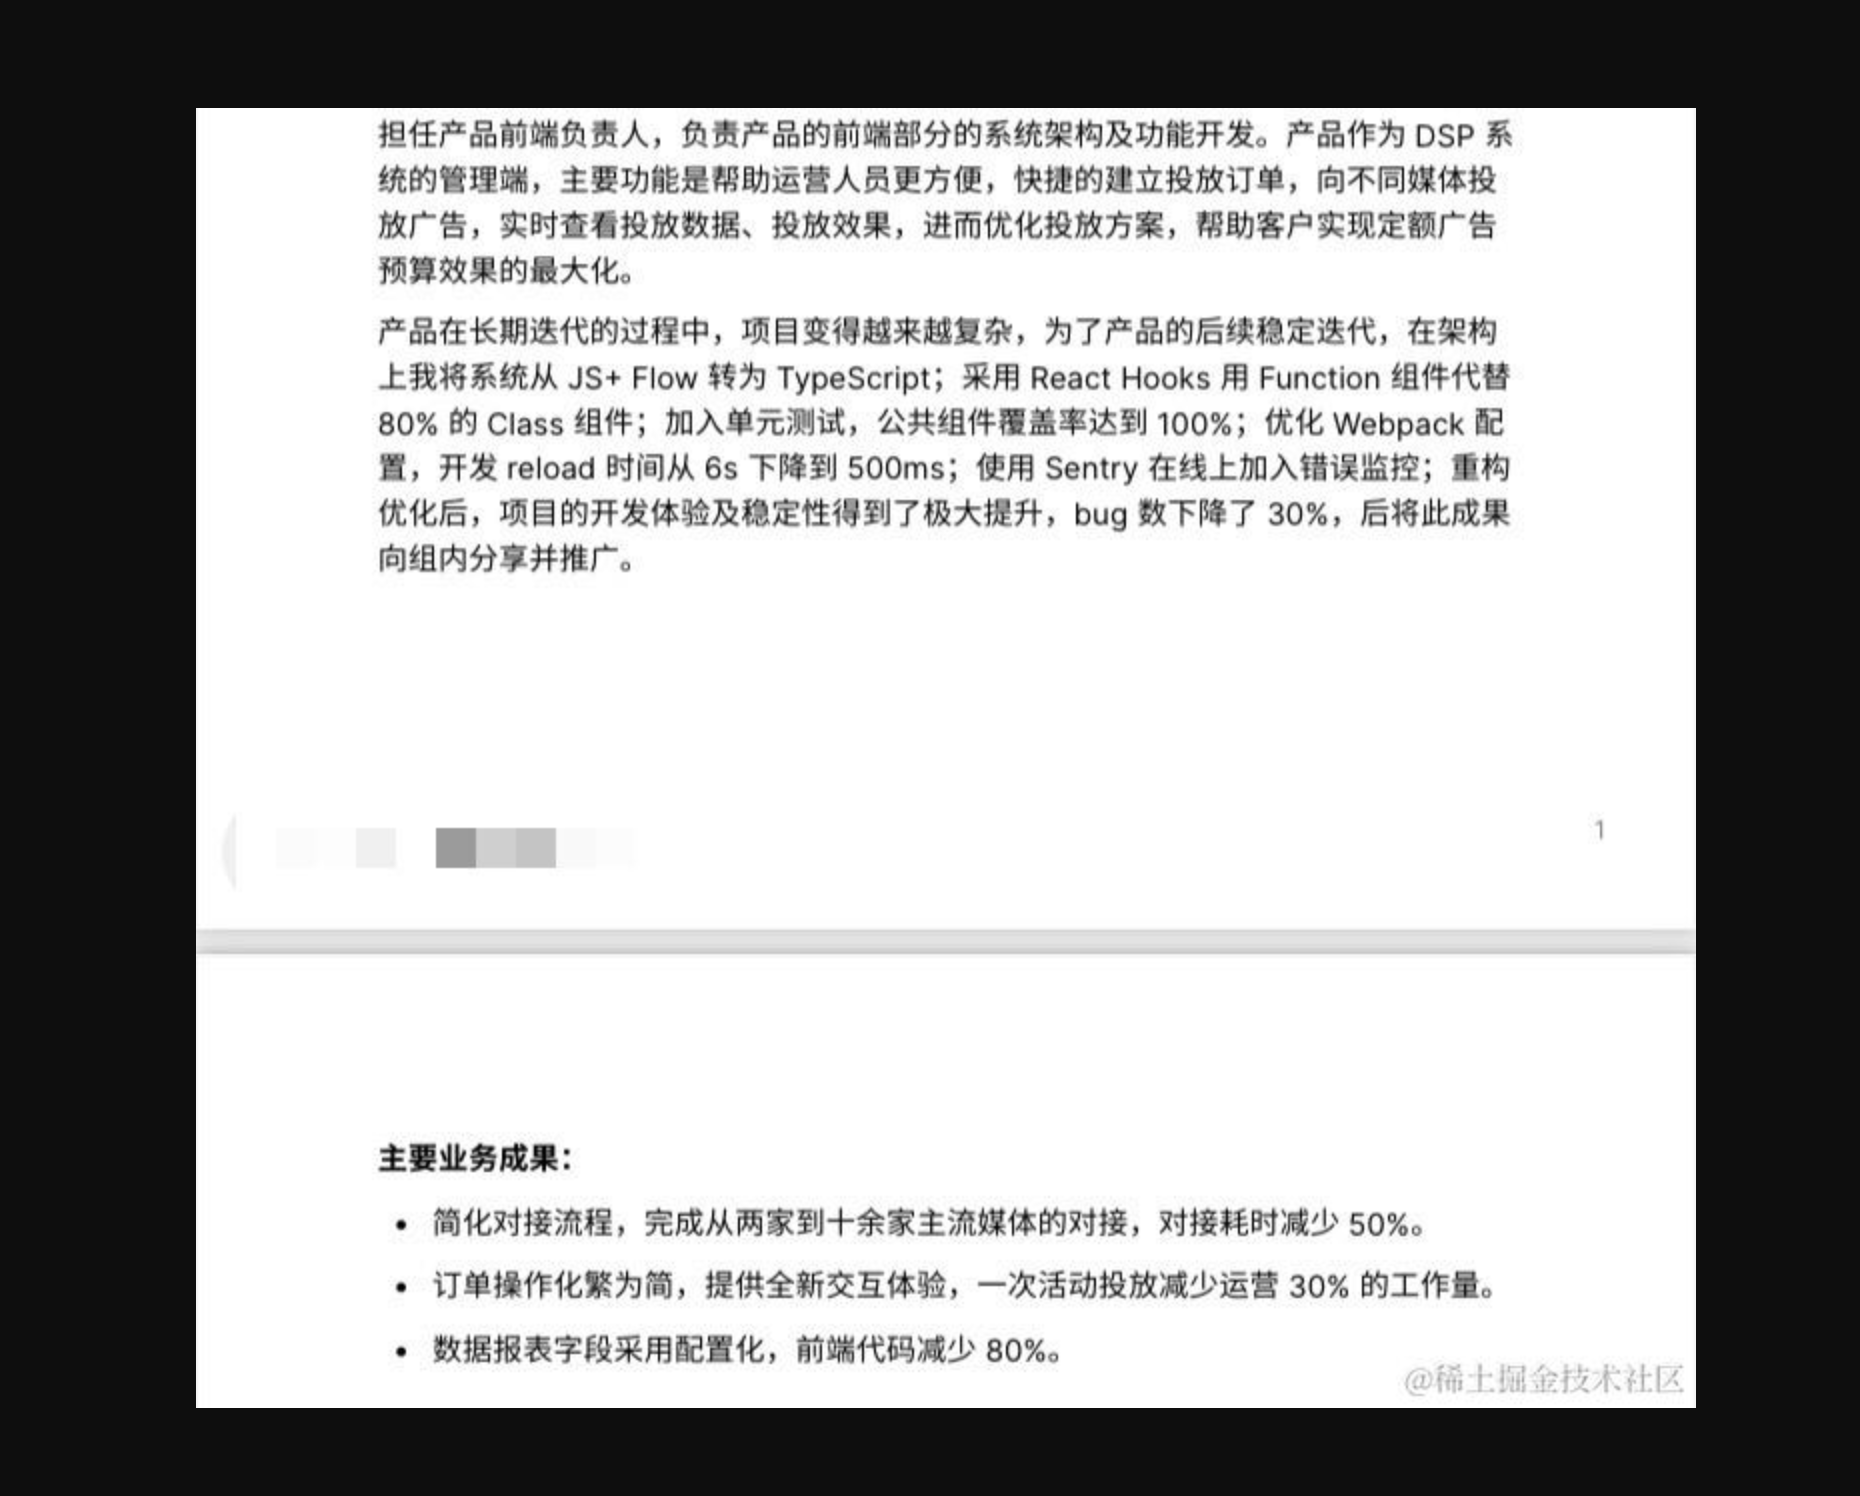 担任产品前端负责人，负责产品的前端部分的系统架构及功能开发。产品作为 DSP 系
统的管理端，主要功能是帮助运营人员更方便，快捷的建立投放订单，向不同媒体投
放广告，实时查看投放数据、投放效果，进而优化投放方案，帮助客户实现定额广告
预算效果的最大化。
产品在长期迭代的过程中，项目变得越来越复杂，为了产品的后续稳定迭代，在架构
上我将系统从 JS+ Flow 转为 TypeScript；采用 React Hooks 用 Function 组件代替
80% 的 Class 组件；加入单元测试，公共组件覆盖率达到 100%；优化 Webpack 配
置，开发 reload 时间从 6s 下降到 500ms；使用 Sentry 在线上加入错误监控；重构
优化后，项目的开发体验及稳定性得到了极大提升，bug 数下降了 30%，后将此成果
向组内分享并推广。
1
主要业务成果：
• 简化对接流程，完成从两家到十余家主流媒体的对接，对接耗时减少 50%。
• 订单操作化繁为简，提供全新交互体验，一次活动投放减少运营 30% 的工作量。
• 数据报表字段采用配置化，前端代码减少 80%。
@稀土掘金技术社区